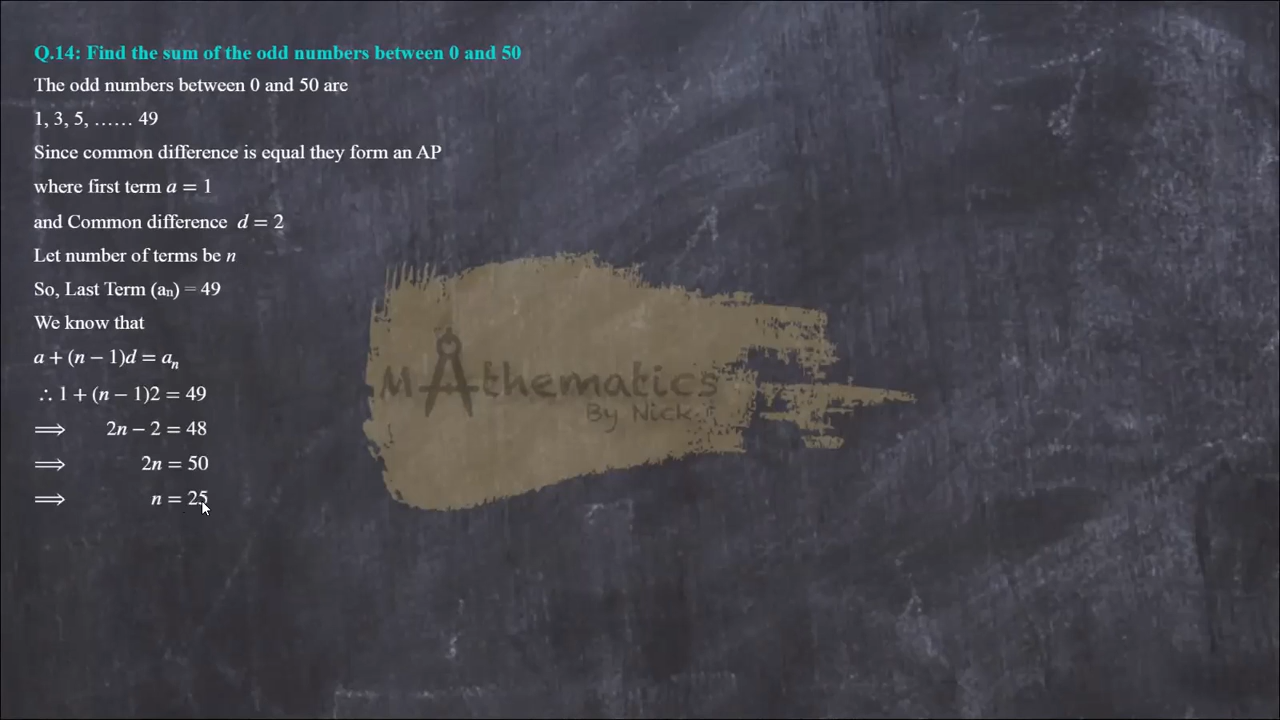 Q.14: Find the sum of the odd numbers between 0 and 50
The odd numbers between 0 and 50 are
1, 3, 5, …… 49
Since common difference is equal they form an AP
where first term a = 1
and Common difference d = 2
Let number of terms be n
So, Last Term (aₙ) = 49
We know that
a + (n − 1)d = aₙ
∴ 1 + (n − 1)2 = 49
⟹ 2n − 2 = 48
⟹ 2n = 50
⟹ n = 25
MAthematics
By Nick